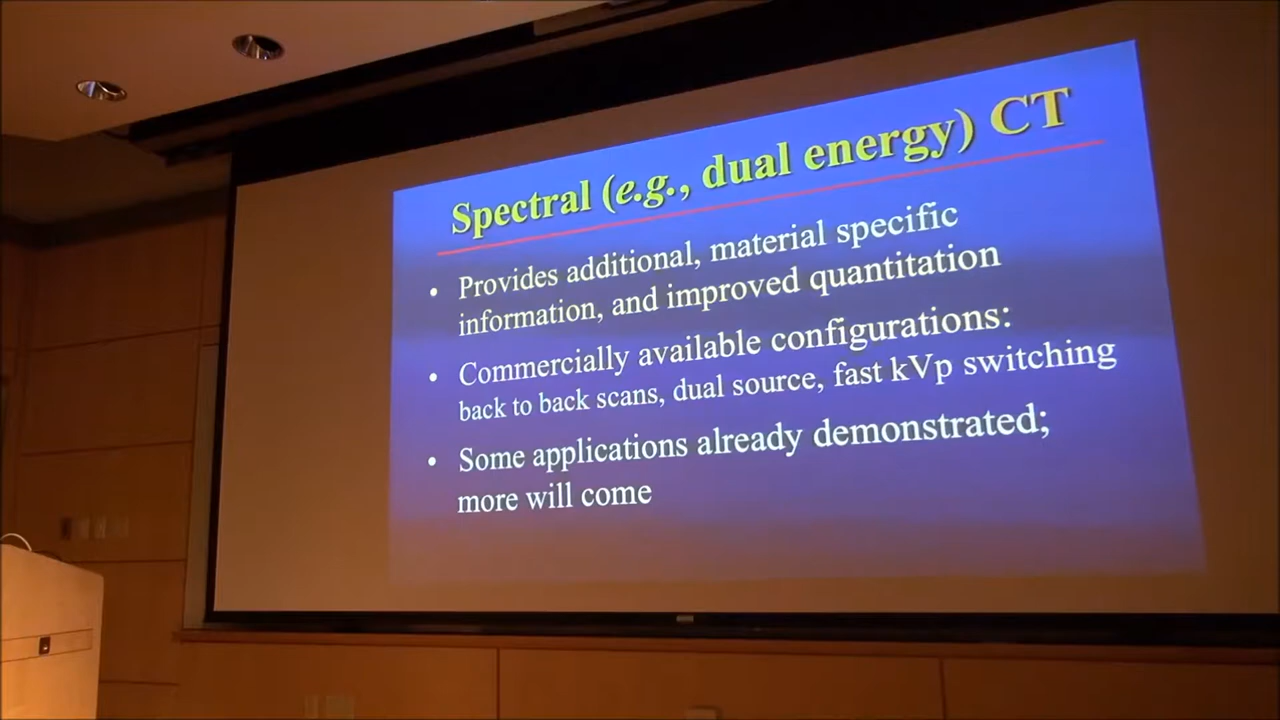 Spectral (e.g., dual energy) CT
• Provides additional, material specific
information, and improved quantitation
• Commercially available configurations:
back to back scans, dual source, fast kVp switching
• Some applications already demonstrated;
more will come